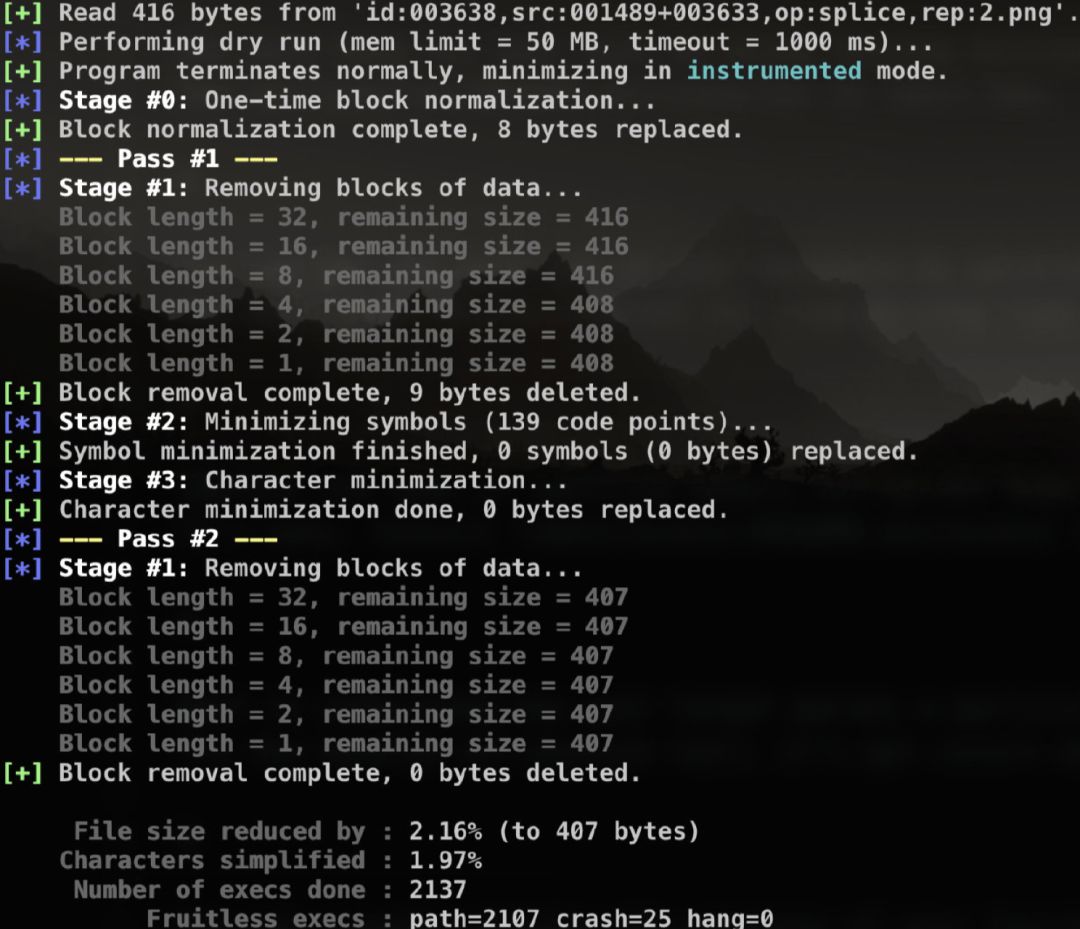 [+] Read 416 bytes from 'id:003638,src:001489+003633,op:splice,rep:2.png'.
[*] Performing dry run (mem limit = 50 MB, timeout = 1000 ms)...
[+] Program terminates normally, minimizing in instrumented mode.
[*] Stage #0: One-time block normalization...
[+] Block normalization complete, 8 bytes replaced.
[*] --- Pass #1 ---
[*] Stage #1: Removing blocks of data...
Block length = 32, remaining size = 416
Block length = 16, remaining size = 416
Block length = 8, remaining size = 416
Block length = 4, remaining size = 408
Block length = 2, remaining size = 408
Block length = 1, remaining size = 408
[+] Block removal complete, 9 bytes deleted.
[*] Stage #2: Minimizing symbols (139 code points)...
[+] Symbol minimization finished, 0 symbols (0 bytes) replaced.
[*] Stage #3: Character minimization...
[+] Character minimization done, 0 bytes replaced.
[*] --- Pass #2 ---
[*] Stage #1: Removing blocks of data...
Block length = 32, remaining size = 407
Block length = 16, remaining size = 407
Block length = 8, remaining size = 407
Block length = 4, remaining size = 407
Block length = 2, remaining size = 407
Block length = 1, remaining size = 407
[+] Block removal complete, 0 bytes deleted.
File size reduced by : 2.16% (to 407 bytes)
Characters simplified : 1.97%
Number of execs done : 2137
Fruitless execs : path=2107 crash=25 hang=0